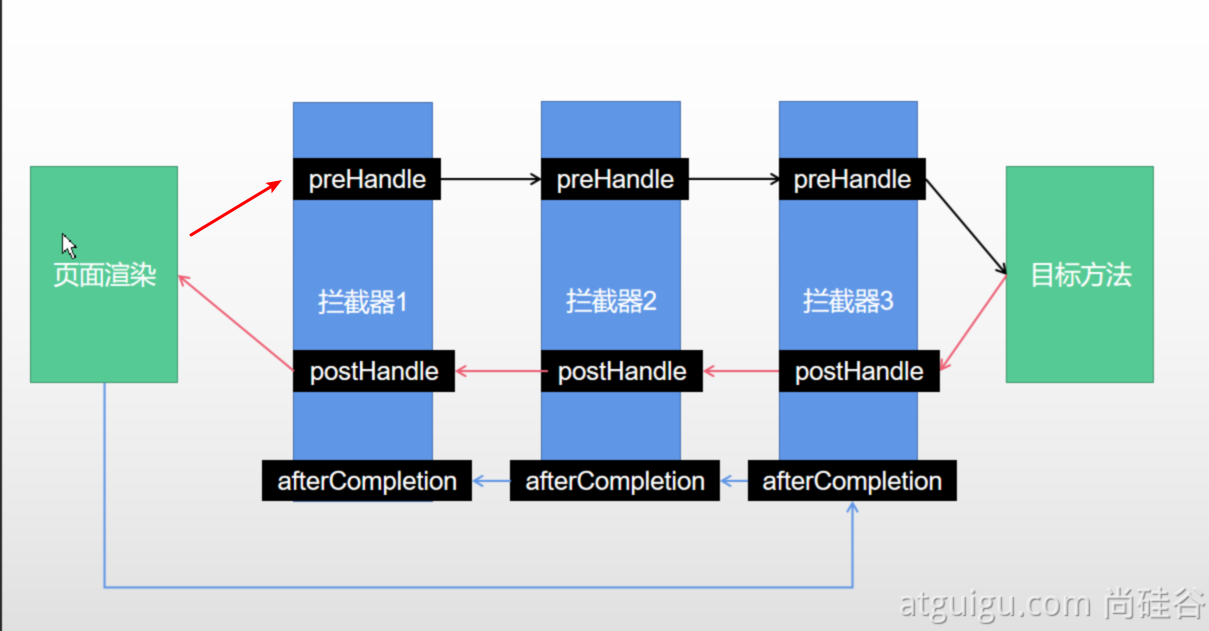 preHandle
preHandle
preHandle
页面渲染
目标方法
拦截器1
拦截器2
拦截器3
postHandle
postHandle
postHandle
afterCompletion
afterCompletion
afterCompletion
atguigu.com 尚硅谷